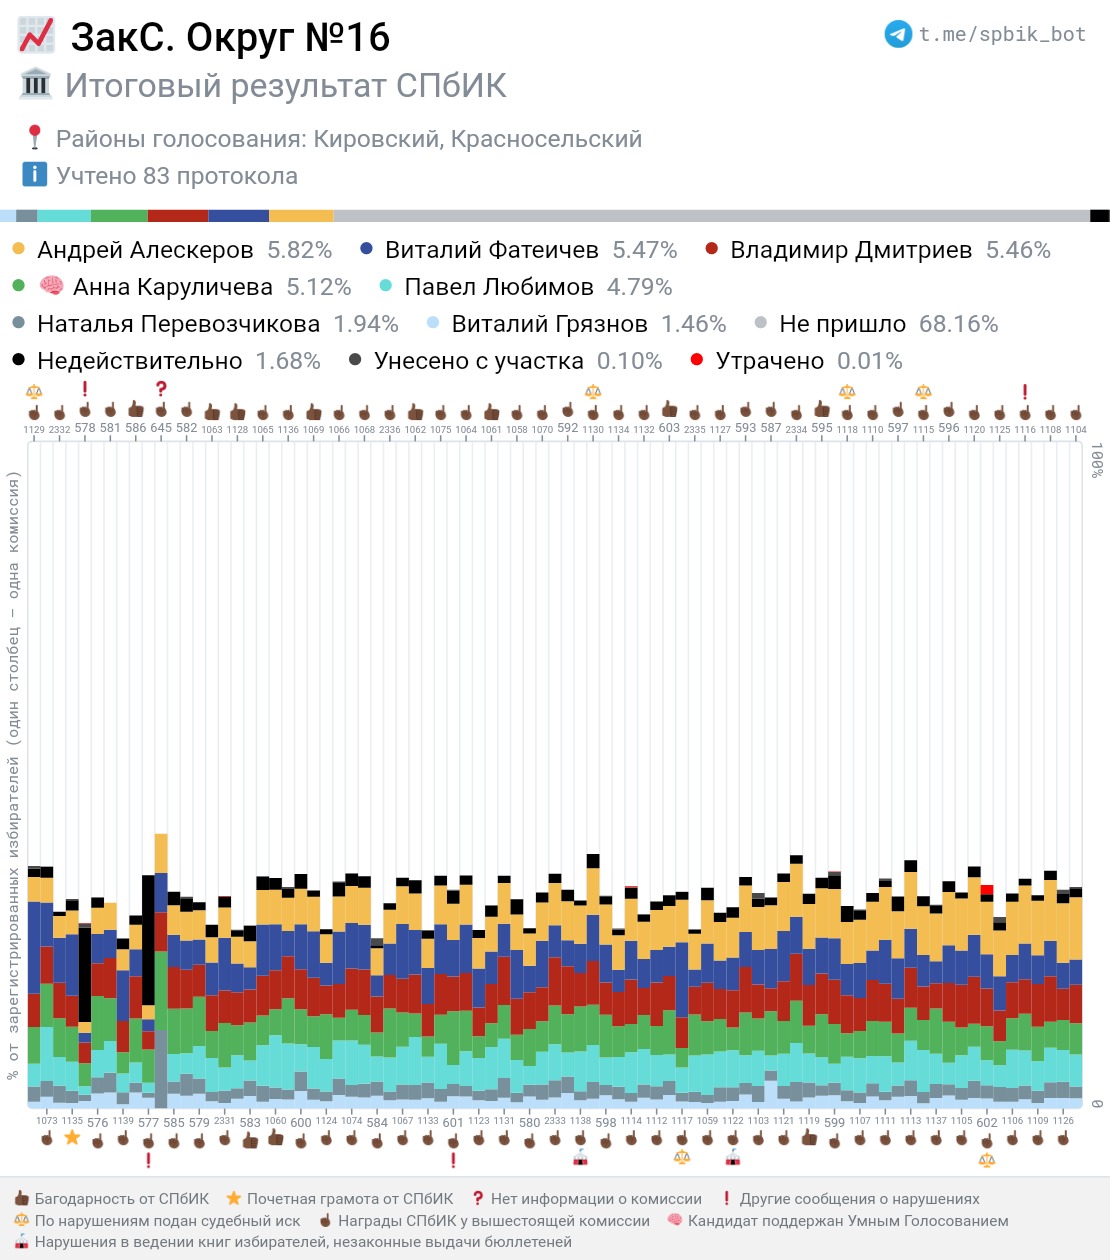 ЗакС. Округ №16
t.me/spbik_bot
Итоговый результат СПбИК
Районы голосования: Кировский, Красносельский
Учтено 83 протокола
Андрей Алескеров 5.82% Виталий Фатеичев 5.47% Владимир Дмитриев 5.46%
Анна Каруличева 5.12% Павел Любимов 4.79%
Наталья Перевозчикова 1.94% Виталий Грязнов 1.46% Не пришло 68.16%
Недействительно 1.68% Унесено с участка 0.10% Утрачено 0.01%
1129 2332 578 581 586 645 582 1063 1128 1065 1136 1069 1066 1068 2336 1062 1075 1064 1061 1058 1070 592 1130 1134 1132 603 2335 1127 593 587 2334 595 1118 1110 597 1115 596 1120 1125 1116 1108 1104
100%
% от зарегистрированных избирателей (один столбец – одна комиссия)
0
1073 1135 576 1139 577 585 579 2331 583 1060 600 1124 1074 584 1067 1133 601 1123 1131 580 2333 1138 598 1114 1112 1117 1059 1122 1103 1121 1119 599 1107 1111 1113 1137 1105 602 1106 1109 1126
Багодарность от СПбИК Почетная грамота от СПбИК Нет информации о комиссии Другие сообщения о нарушениях
По нарушениям подан судебный иск Награды СПбИК у вышестоящей комиссии Кандидат поддержан Умным Голосованием
Нарушения в ведении книг избирателей, незаконные выдачи бюллетеней